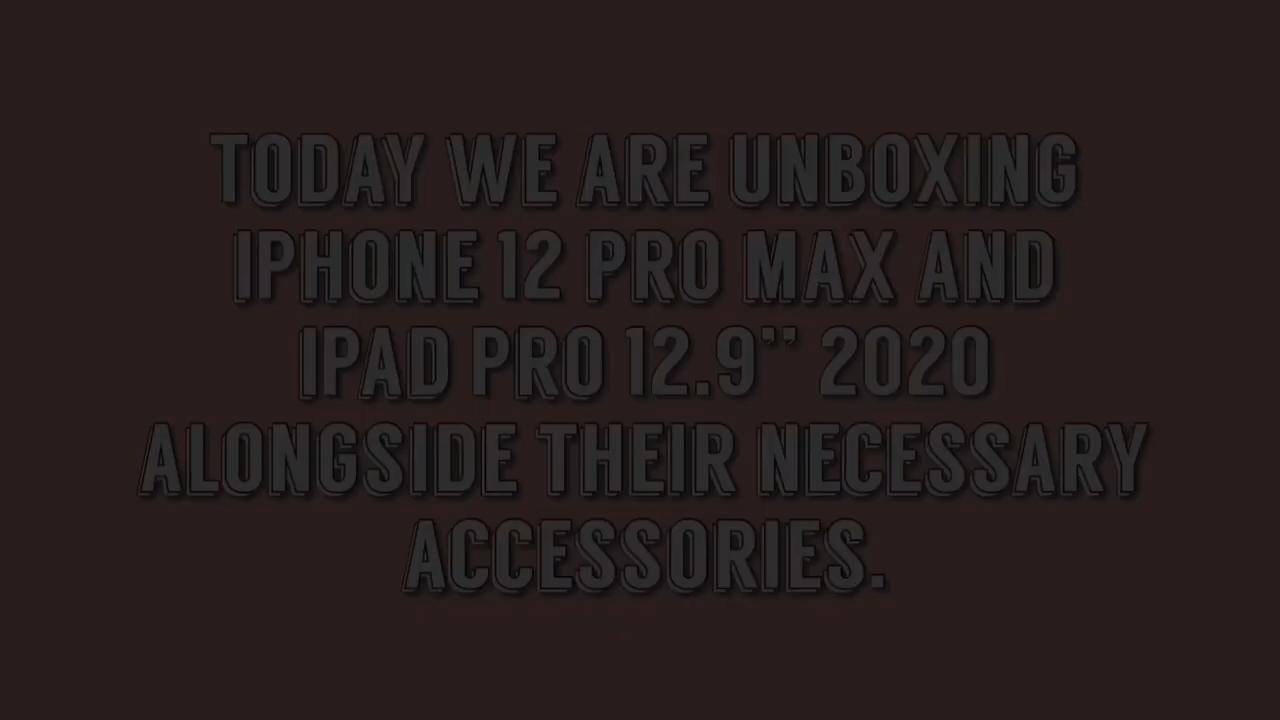 TODAY WE ARE UNBOXING
IPHONE 12 PRO MAX AND
IPAD PRO 12.9’’ 2020
ALONGSIDE THEIR NECESSARY
ACCESSORIES.